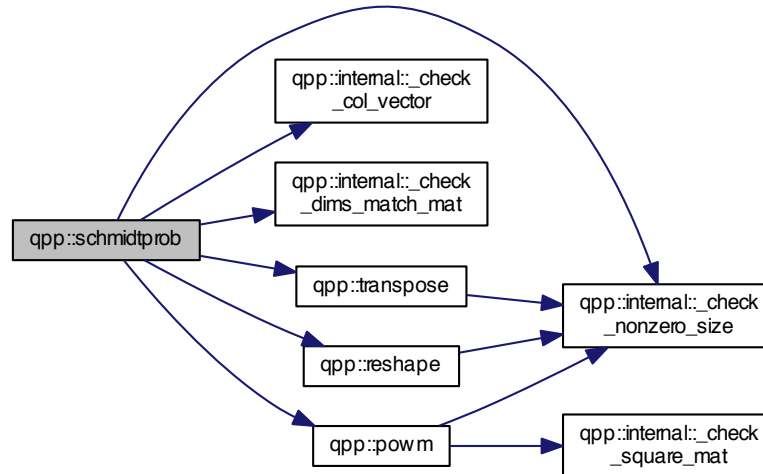 qpp::schmidtprob
qpp::internal::_check
_col_vector
qpp::internal::_check
_dims_match_mat
qpp::transpose
qpp::reshape
qpp::powm
qpp::internal::_check
_nonzero_size
qpp::internal::_check
_square_mat